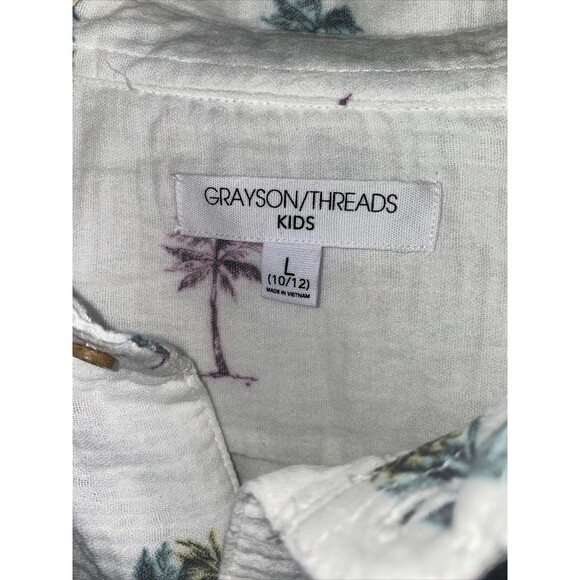 GRAYSON/THREADS
KIDS
L
(10/12)
MADE IN VIETNAM